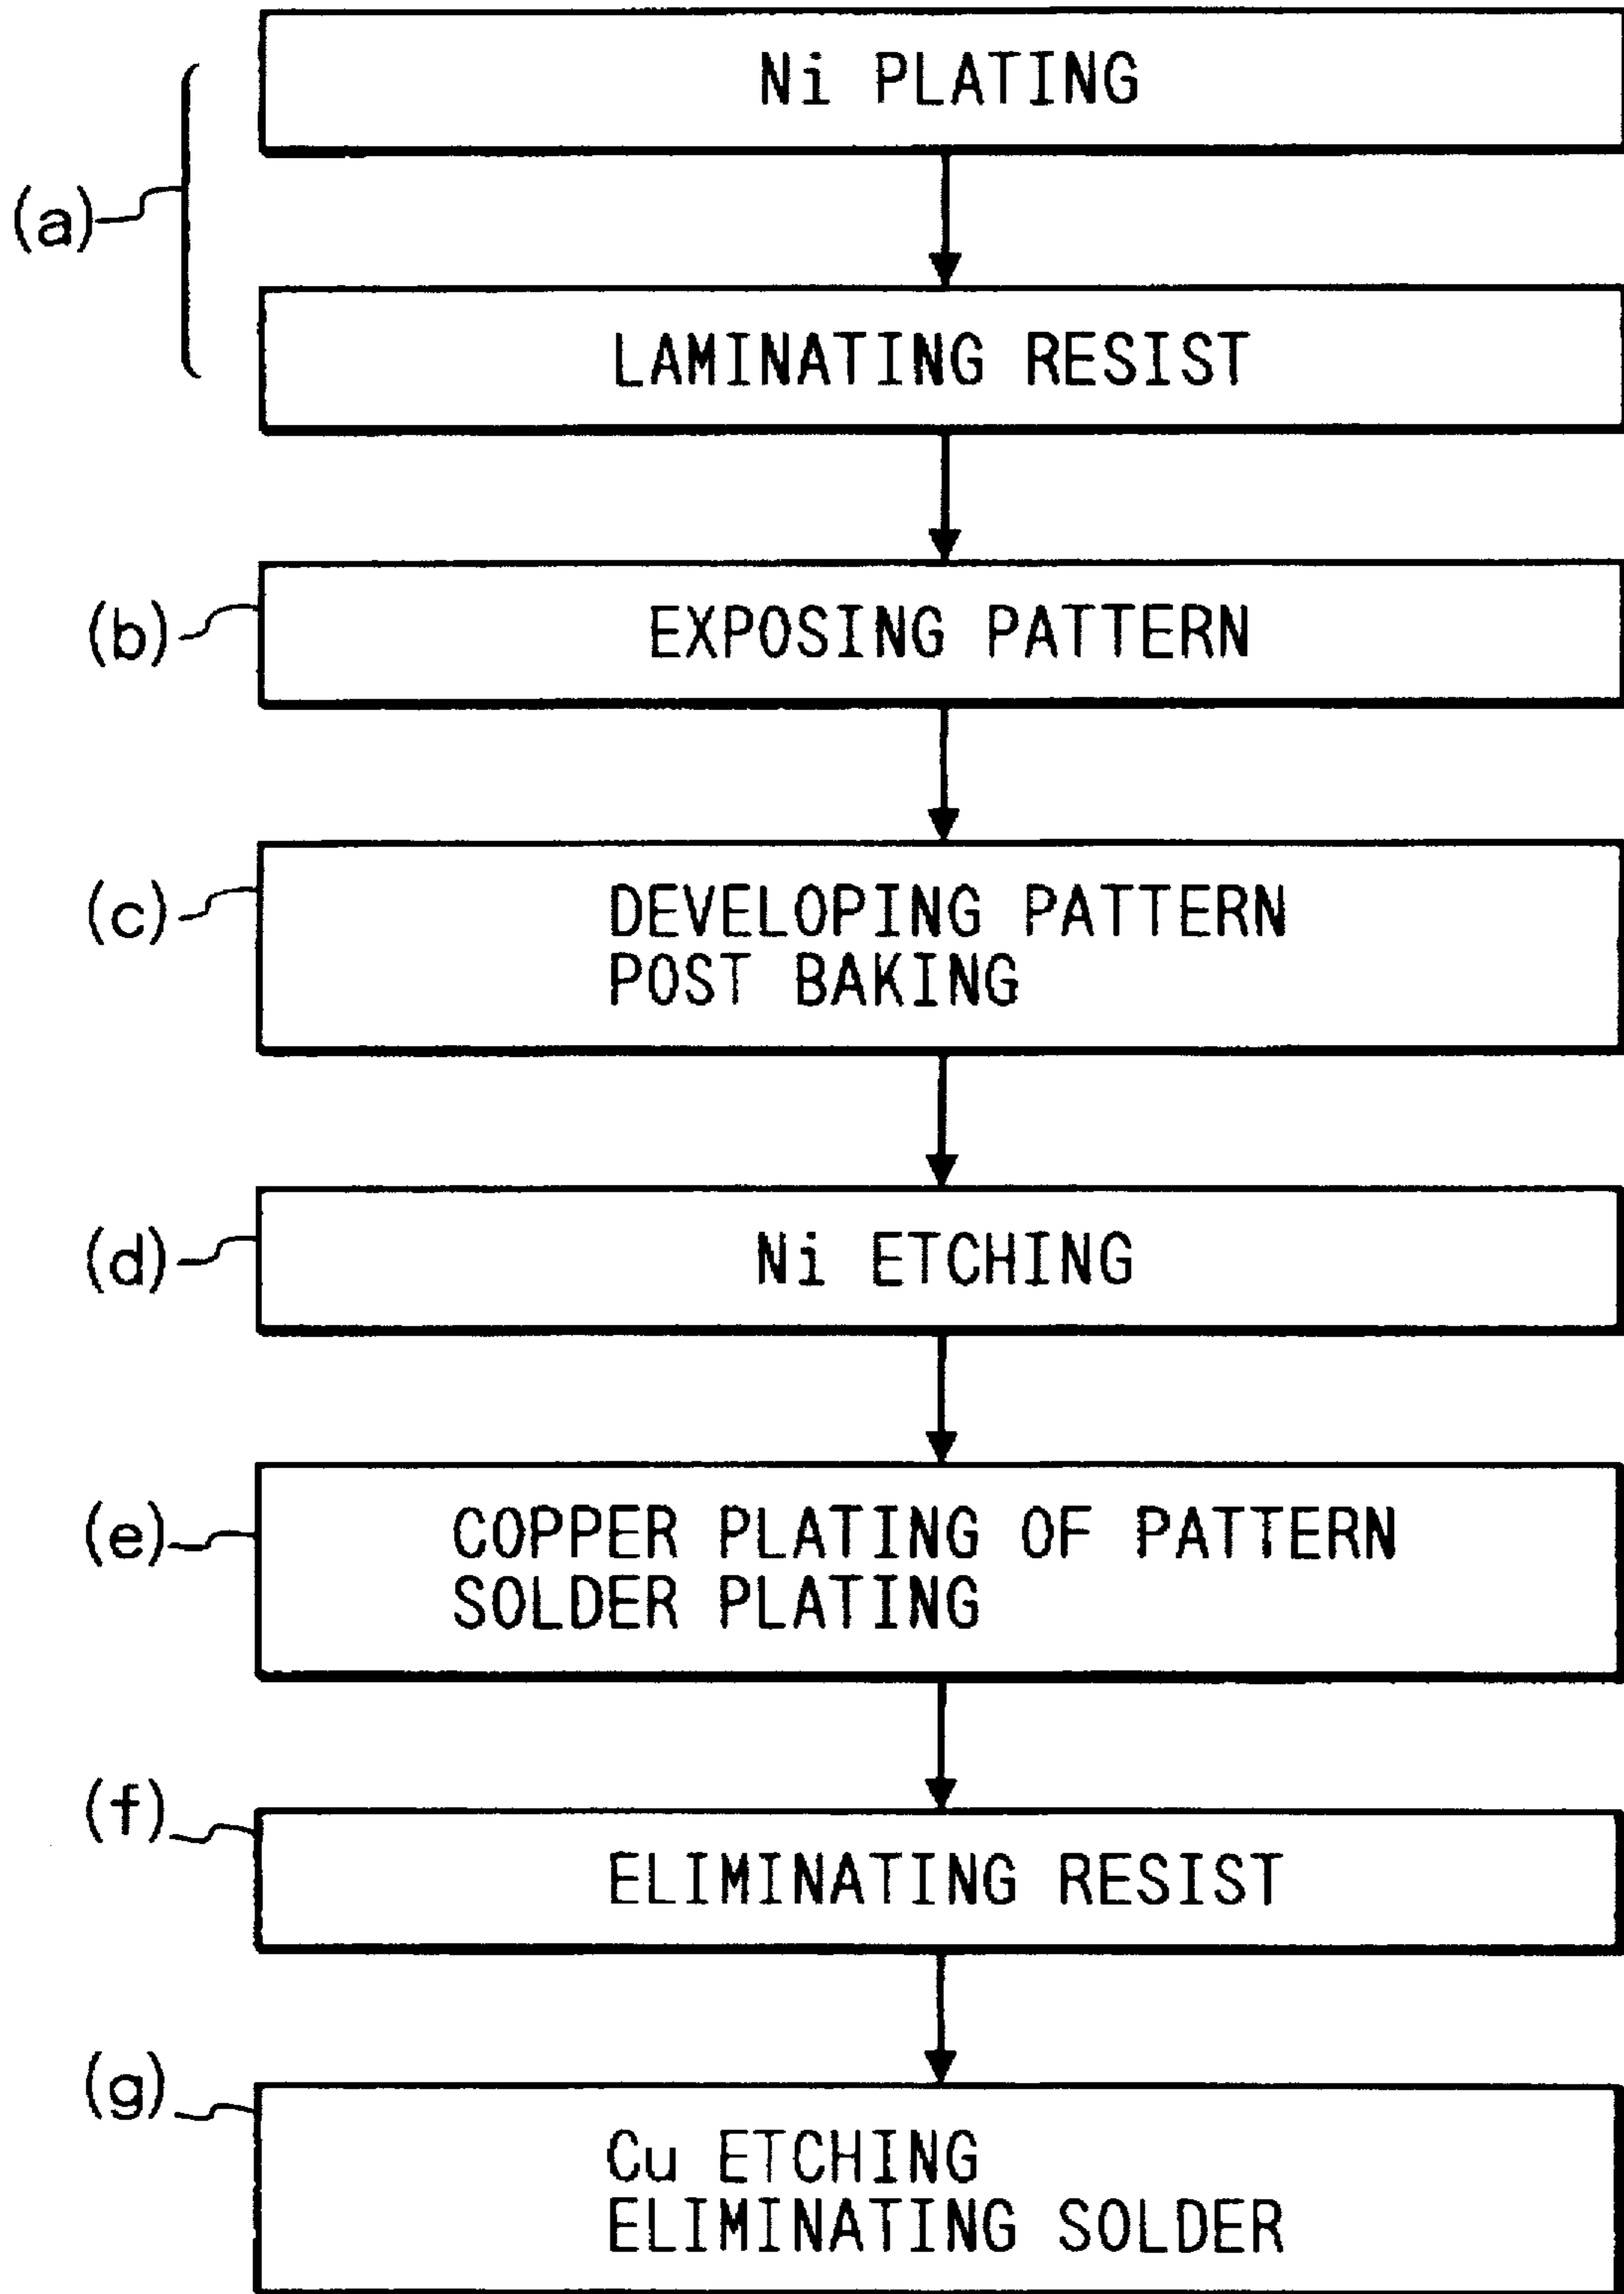 Ni PLATING
(a)
LAMINATING RESIST
(b)
EXPOSING PATTERN
(c)
DEVELOPING PATTERN
POST BAKING
(d)
Ni ETCHING
(e)
COPPER PLATING OF PATTERN
SOLDER PLATING
(f)
ELIMINATING RESIST
(g)
Cu ETCHING
ELIMINATING SOLDER